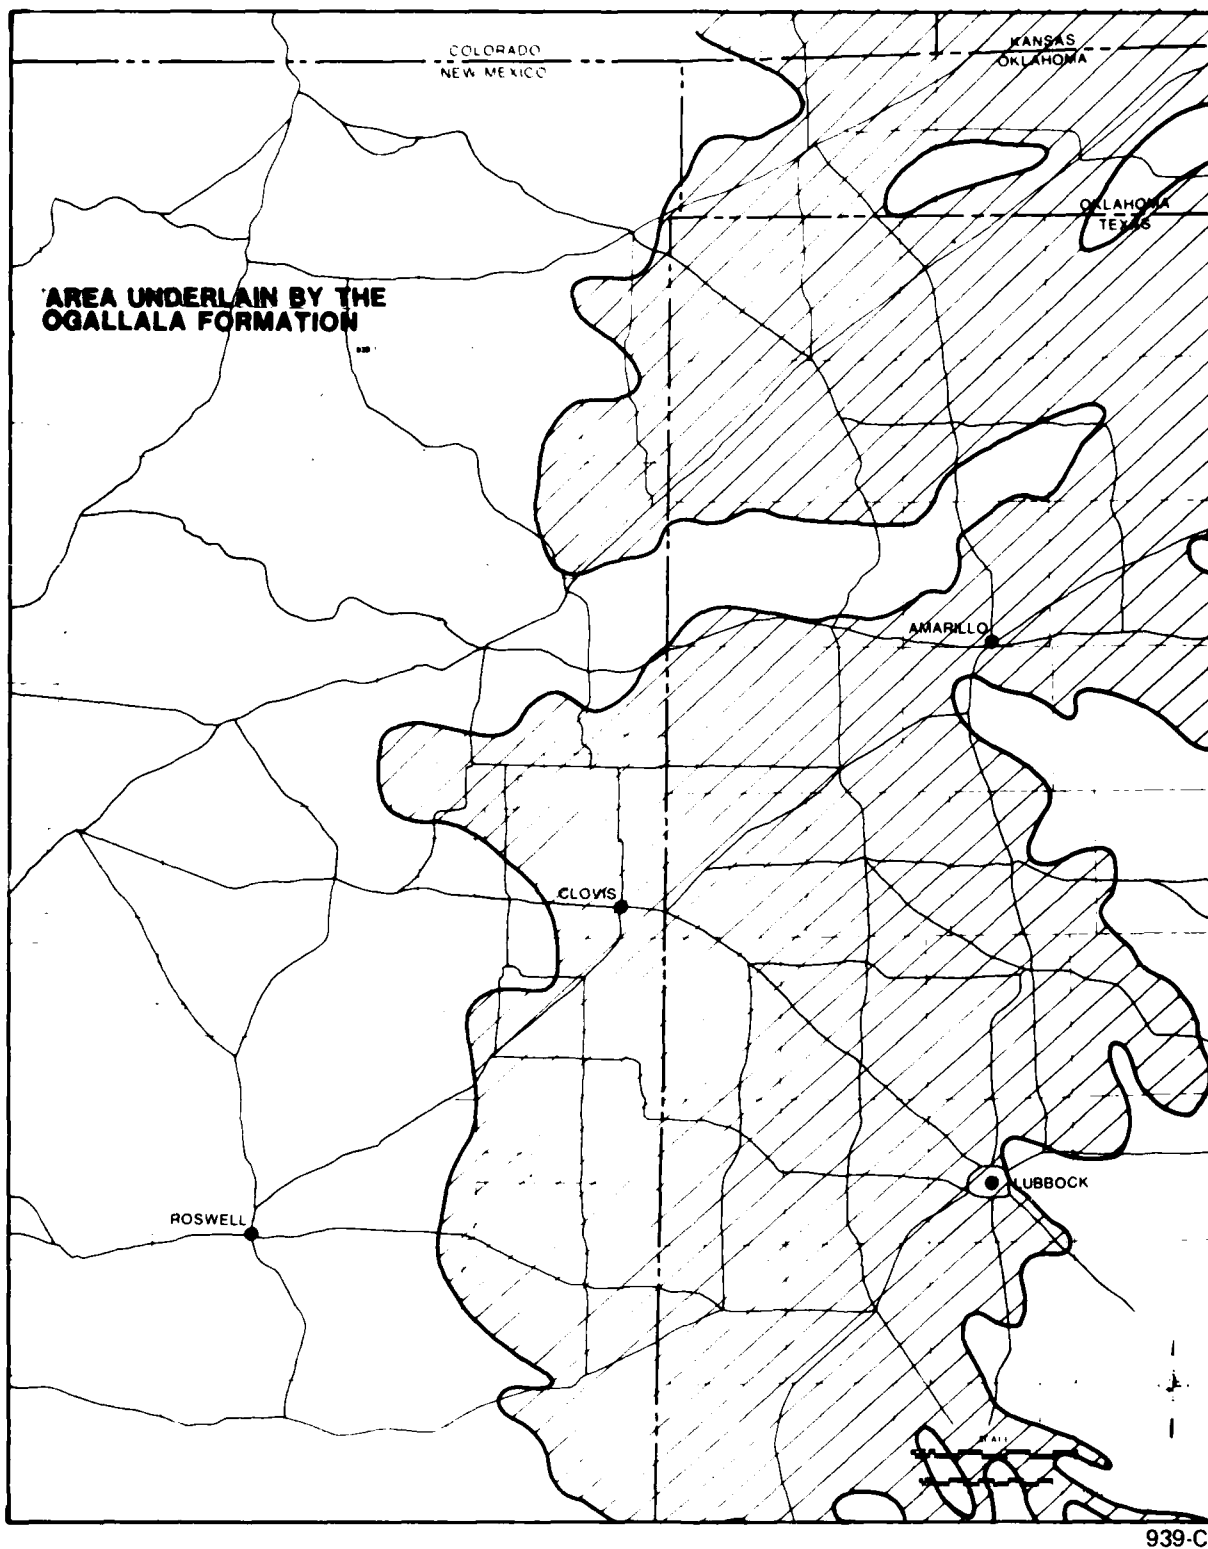 COLORADO
NEW MEXICO
KANSAS
OKLAHOMA
OKLAHOMA
TEXAS
AREA UNDERLAIN BY THE
OGALLALA FORMATION
AMARILLO
CLOVIS
LUBBOCK
ROSWELL
939-C